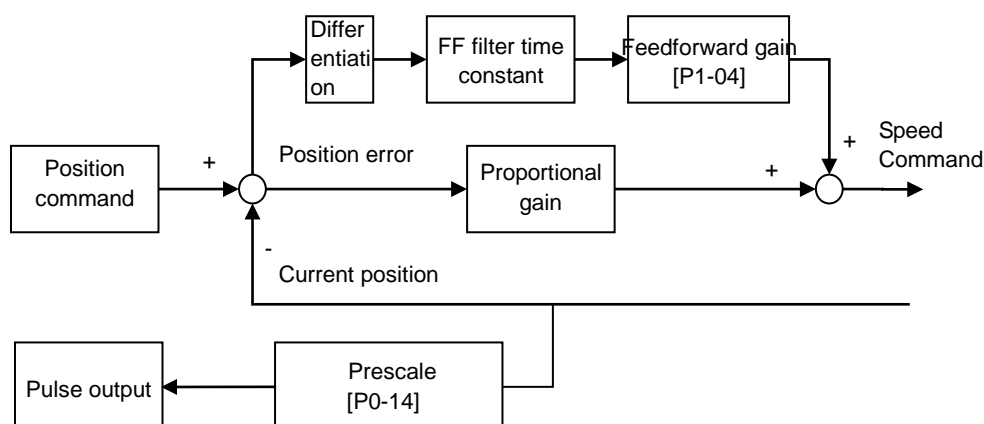 Differ
entiati
on
FF filter time
constant
Feedforward gain
[P1-04]
+
Speed
Command
Position
command
+
Position error
Proportional
gain
+
-
Current position
Pulse output
Prescale
[P0-14]